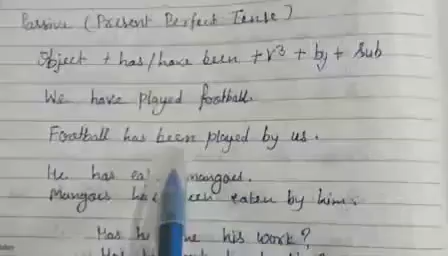 Passive (Present Perfect Tense)
Object + has/have been + V³ + by + Sub
We have played football.
Football has been played by us.
He has mangoes.
Mangoes eaten by him.
Has his work?